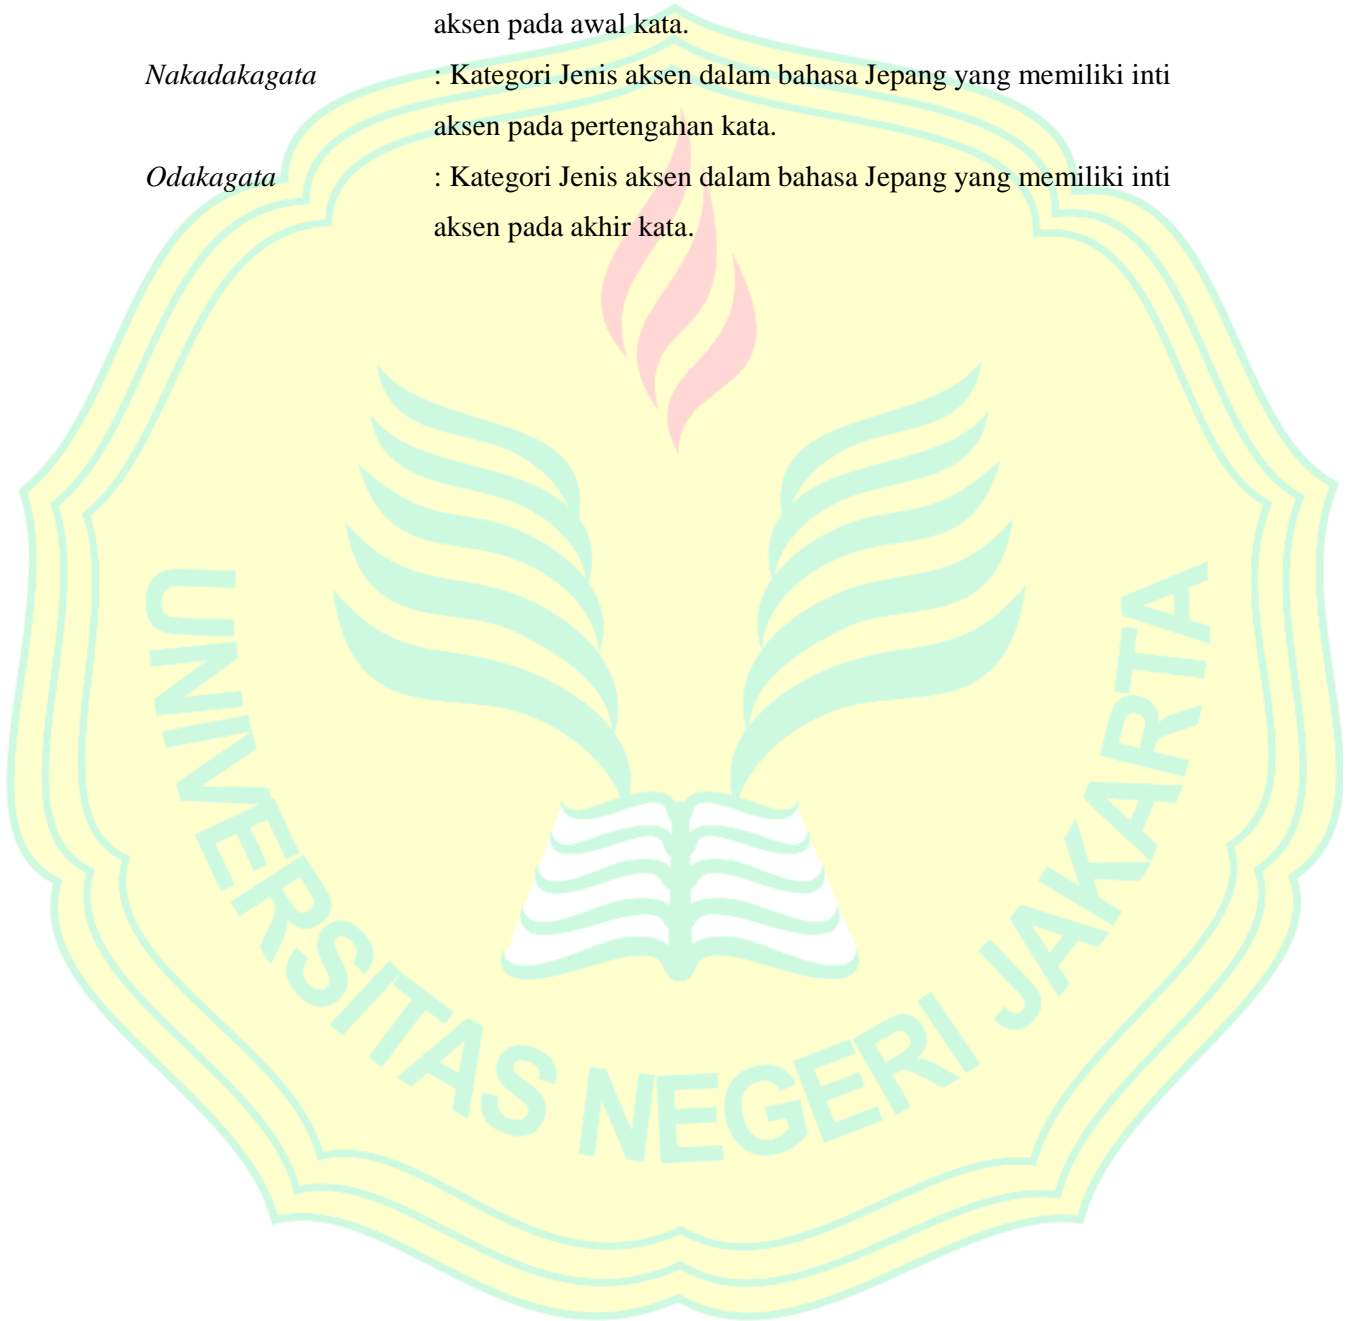 aksen pada awal kata.
Nakadakagata : Kategori Jenis aksen dalam bahasa Jepang yang memiliki inti
aksen pada pertengahan kata.
Odakagata : Kategori Jenis aksen dalam bahasa Jepang yang memiliki inti
aksen pada akhir kata.
UNIVERSITAS NEGERI JAKARTA